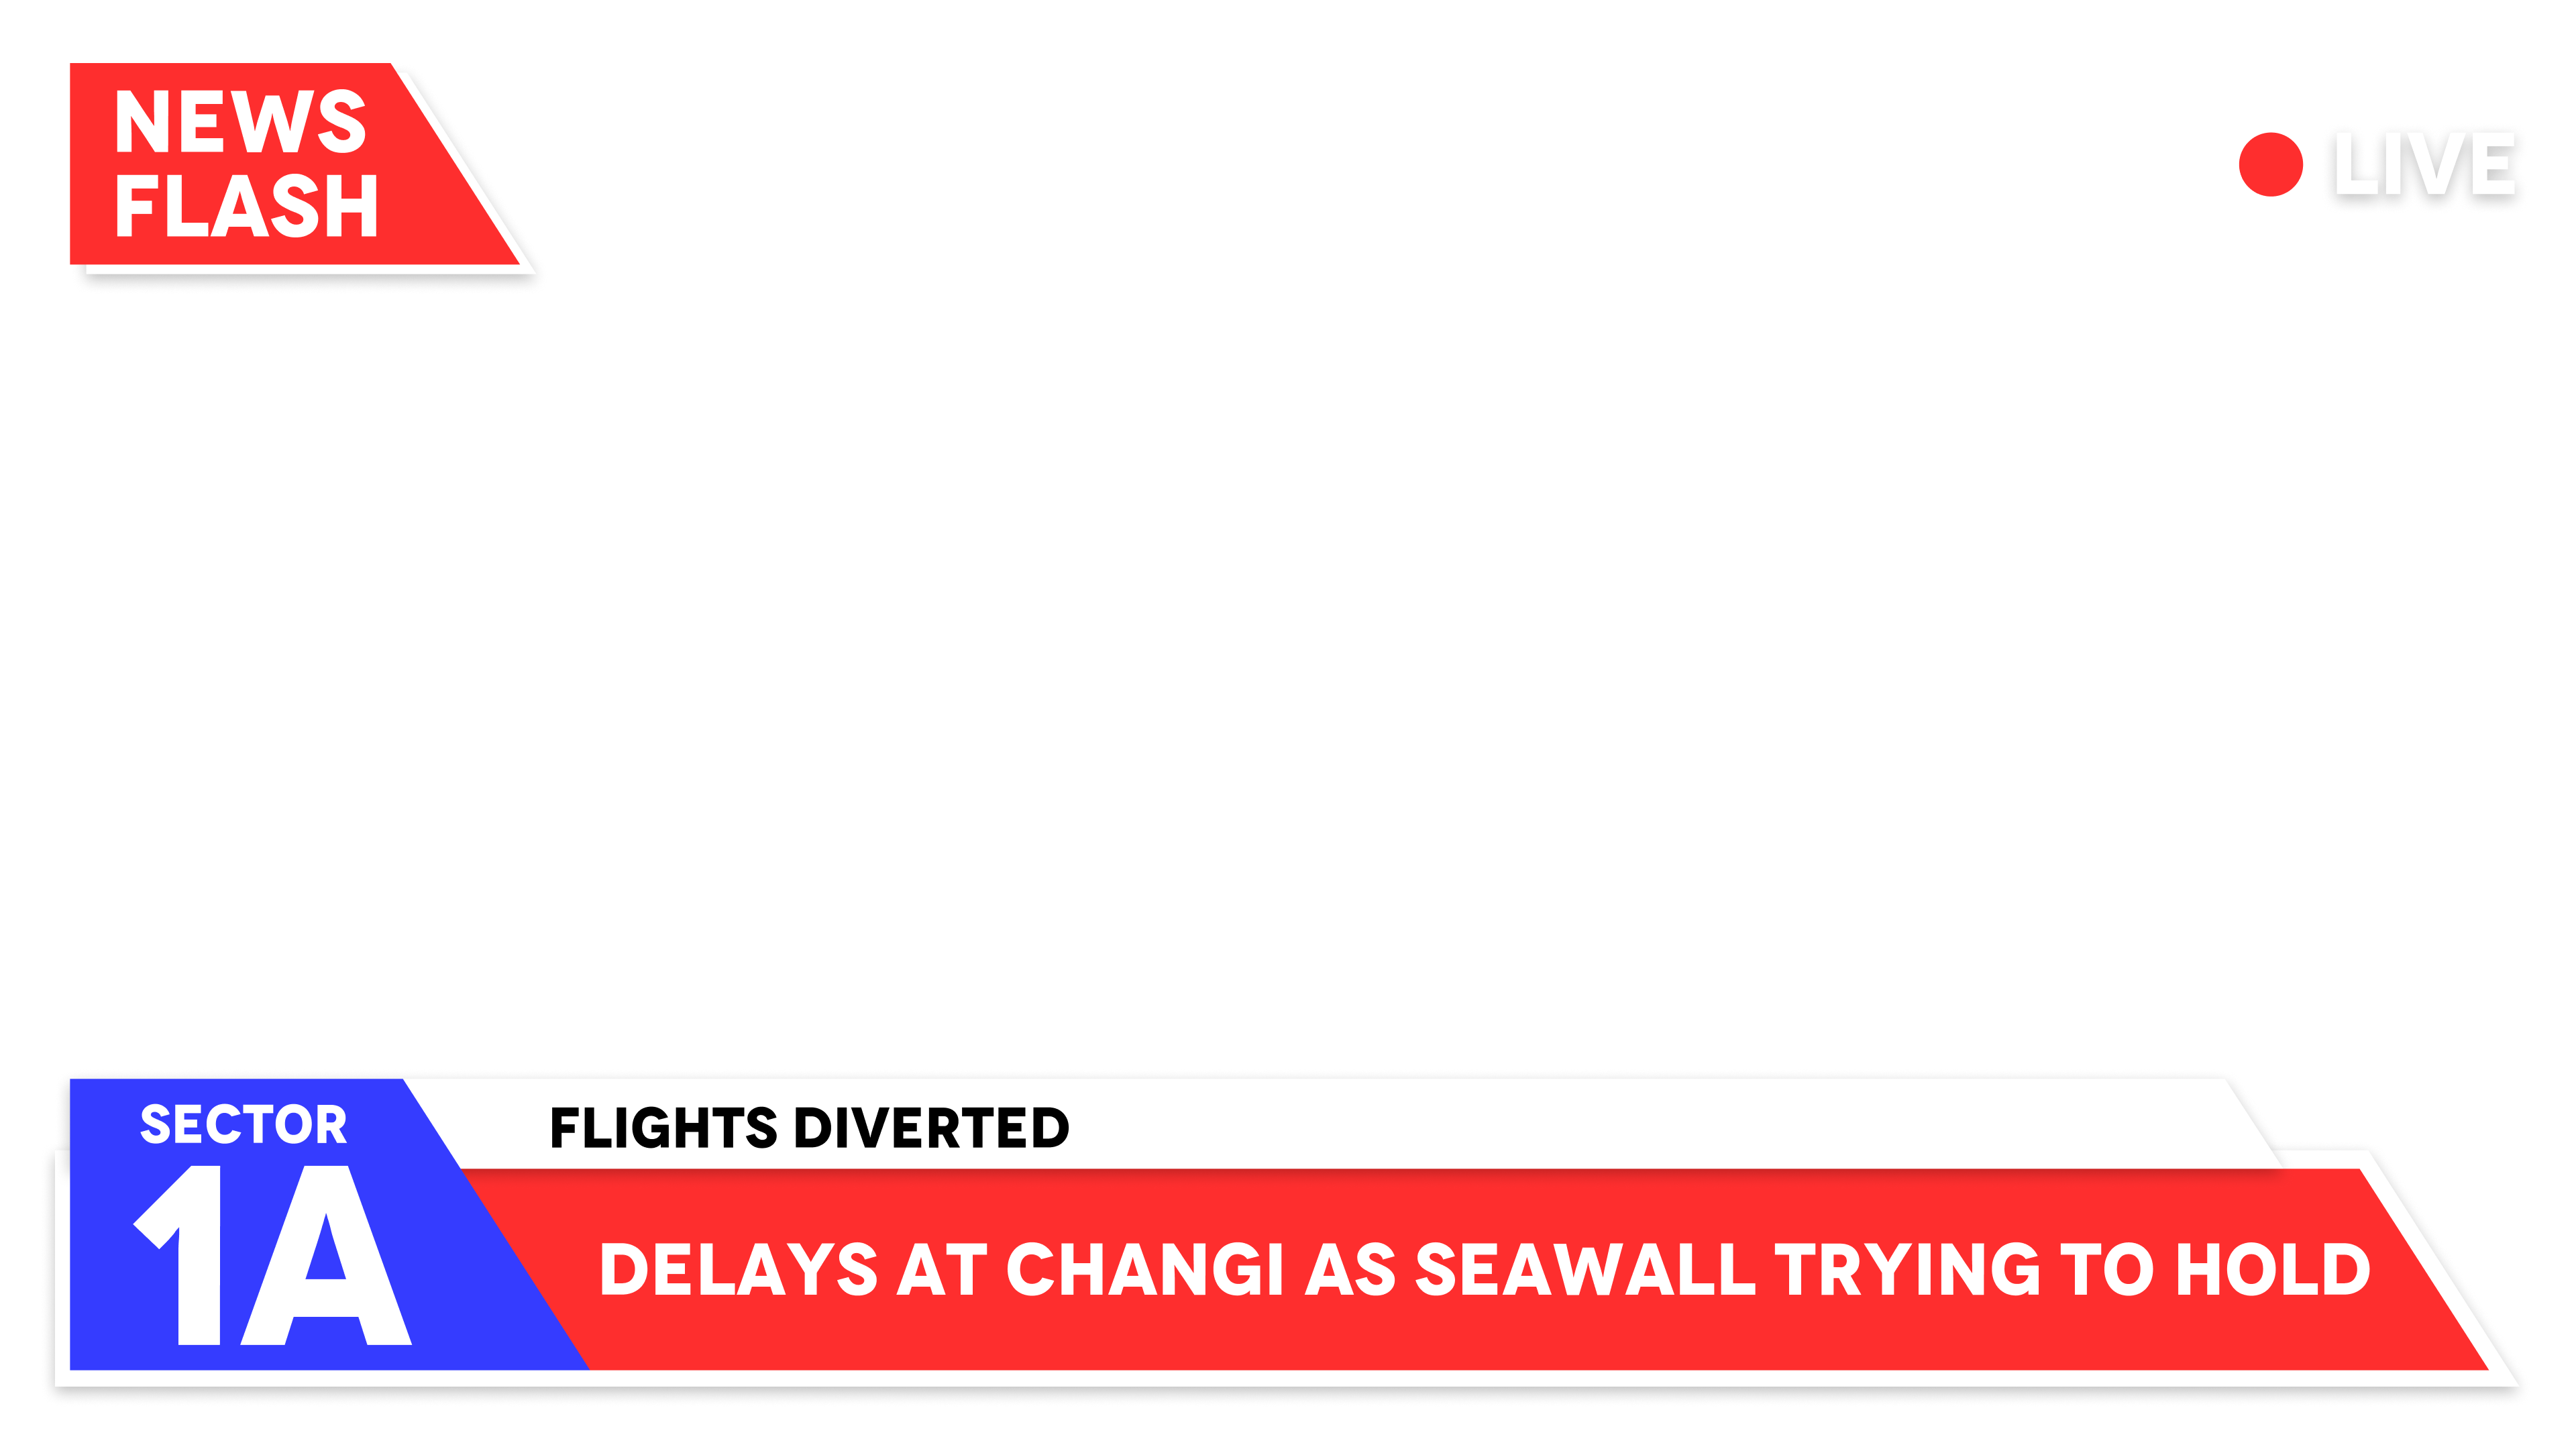 NEWS
FLASH
LIVE
SECTOR
1A
FLIGHTS DIVERTED
DELAYS AT CHANGI AS SEAWALL TRYING TO HOLD